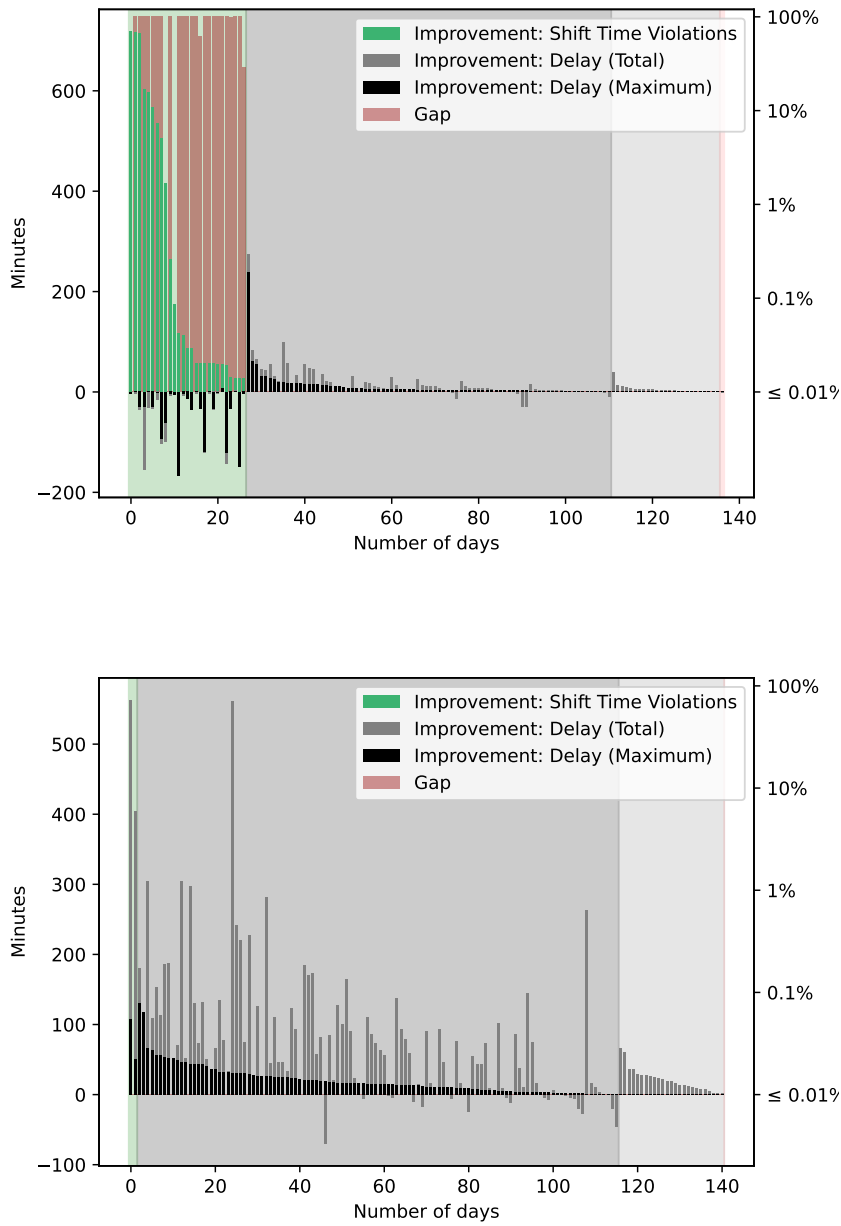 Improvement: Shift Time Violations
Improvement: Delay (Total)
Improvement: Delay (Maximum)
Gap
600
400
200
0
−200
Minutes
100%
10%
1%
0.1%
≤ 0.01%
0 20 40 60 80 100 120 140
Number of days
Improvement: Shift Time Violations
Improvement: Delay (Total)
Improvement: Delay (Maximum)
Gap
500
400
300
200
100
0
−100
Minutes
100%
10%
1%
0.1%
≤ 0.01%
0 20 40 60 80 100 120 140
Number of days